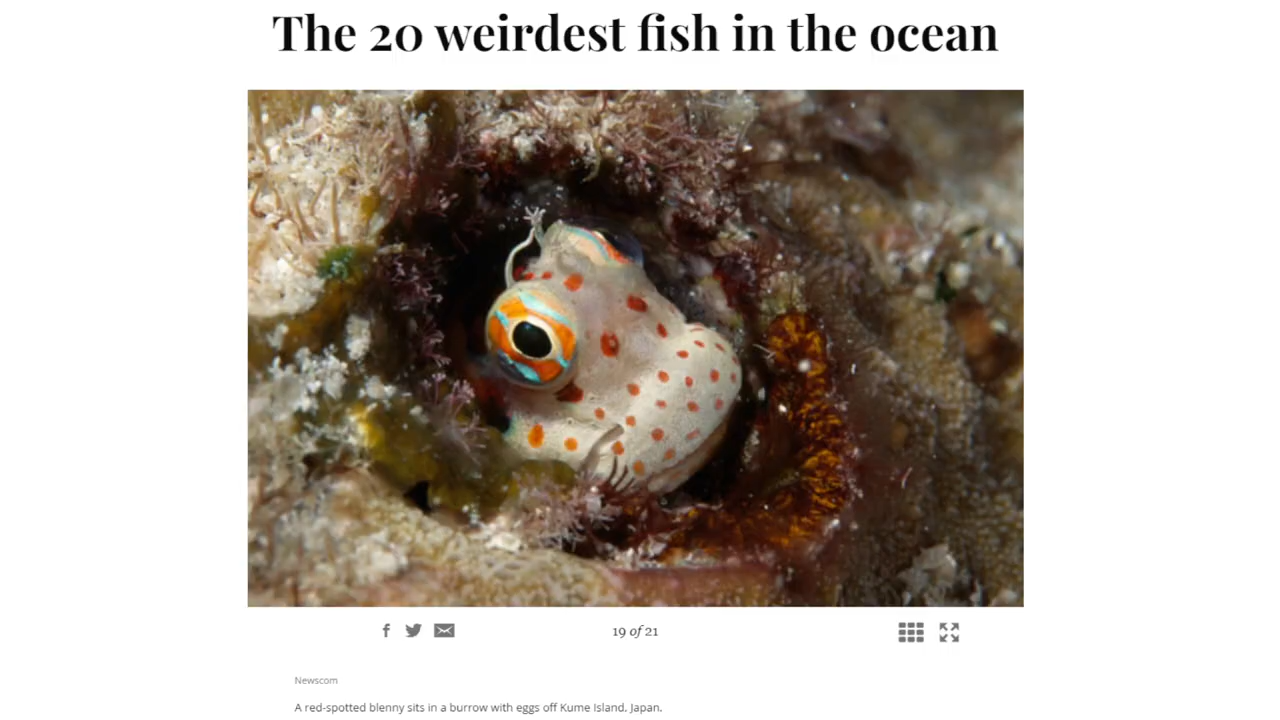 The 20 weirdest fish in the ocean
19 of 21
Newscom
A red-spotted blenny sits in a burrow with eggs off Kume Island, Japan.